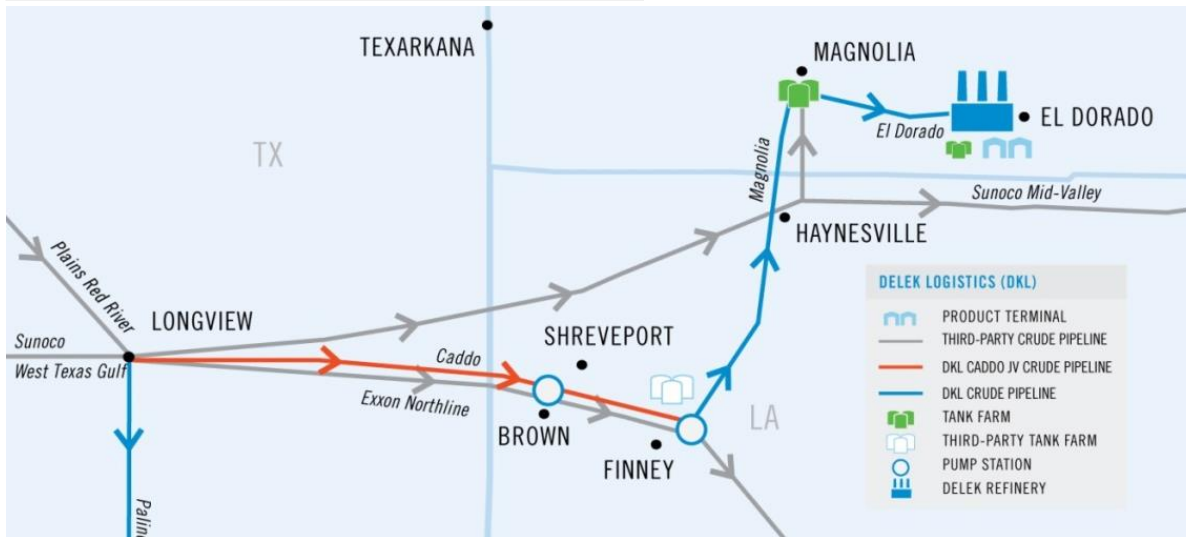 TEXARKANA
MAGNOLIA
EL DORADO
El Dorado
TX
Magnolia
Sunoco Mid-Valley
HAYNESVILLE
Plains Red River
LONGVIEW
SHREVEPORT
Sunoco
West Texas Gulf
Caddo
Exxon Northline
BROWN
FINNEY
LA
Palin
DELEK LOGISTICS (DKL)
PRODUCT TERMINAL
THIRD-PARTY CRUDE PIPELINE
DKL CADDO JV CRUDE PIPELINE
DKL CRUDE PIPELINE
TANK FARM
THIRD-PARTY TANK FARM
PUMP STATION
DELEK REFINERY